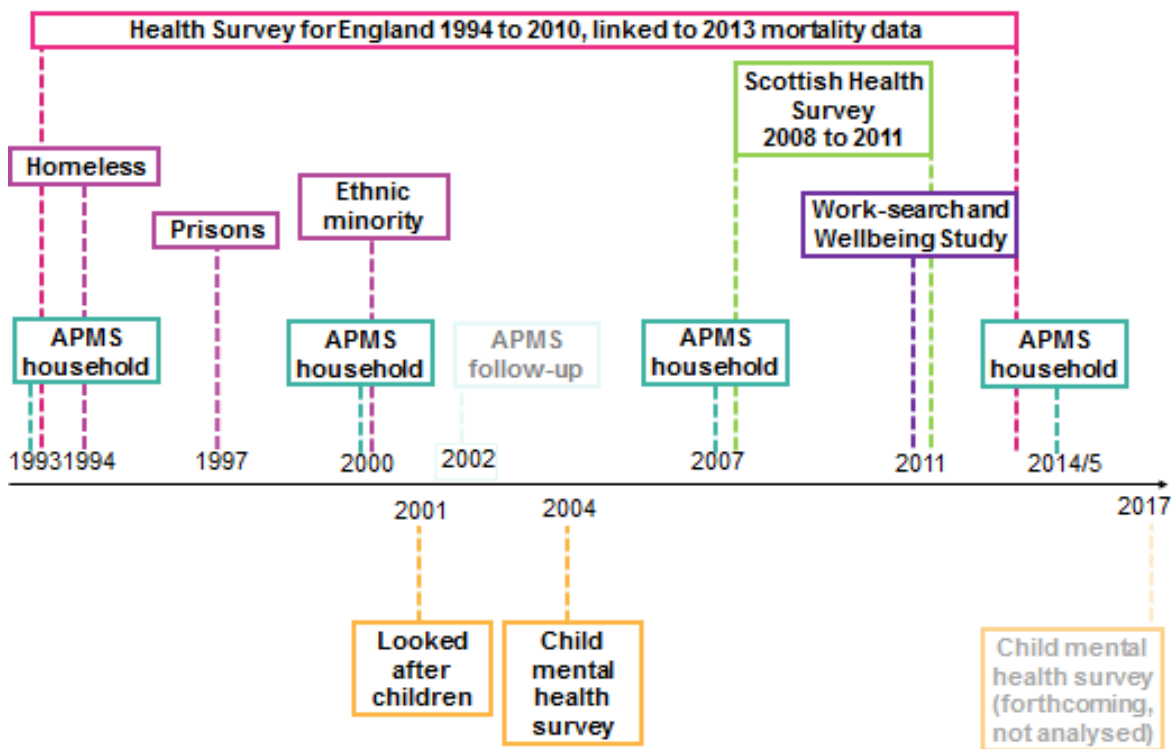 Health Survey for England 1994 to 2010, linked to 2013 mortality data
Scottish Health
Survey
2008 to 2011
Homeless
Ethnic
minority
Prisons
Work-search and
Wellbeing Study
APMS
household
APMS
household
APMS
follow-up
APMS
household
APMS
household
1993
1994
1997
2000
2002
2007
2011
2014/5
2001
2004
2017
Looked
after
children
Child
mental
health
survey
Child mental
health survey
(forthcoming,
not analysed)